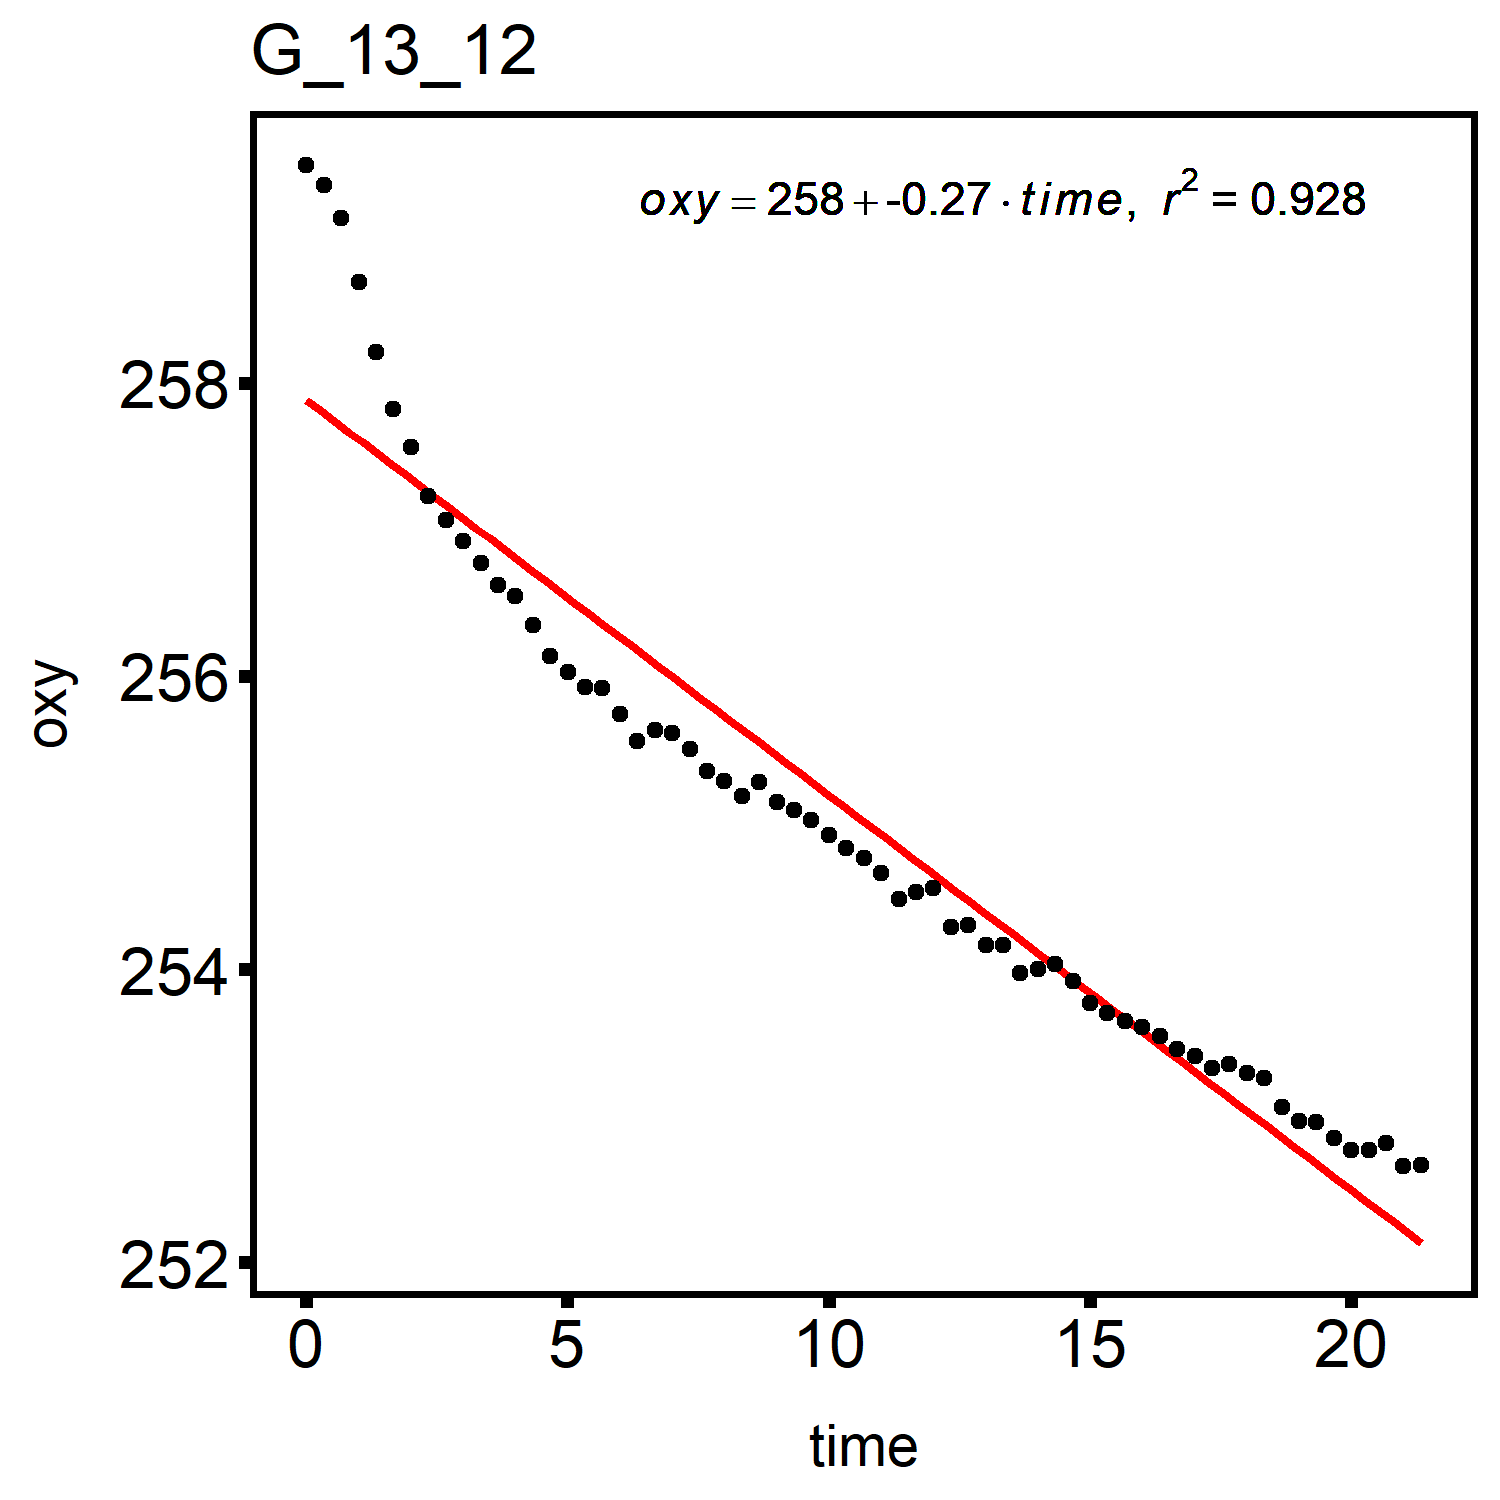 G_13_12
oxy = 258 + -0.27 · time, r² = 0.928
258
256
254
252
oxy
0 5 10 15 20
time